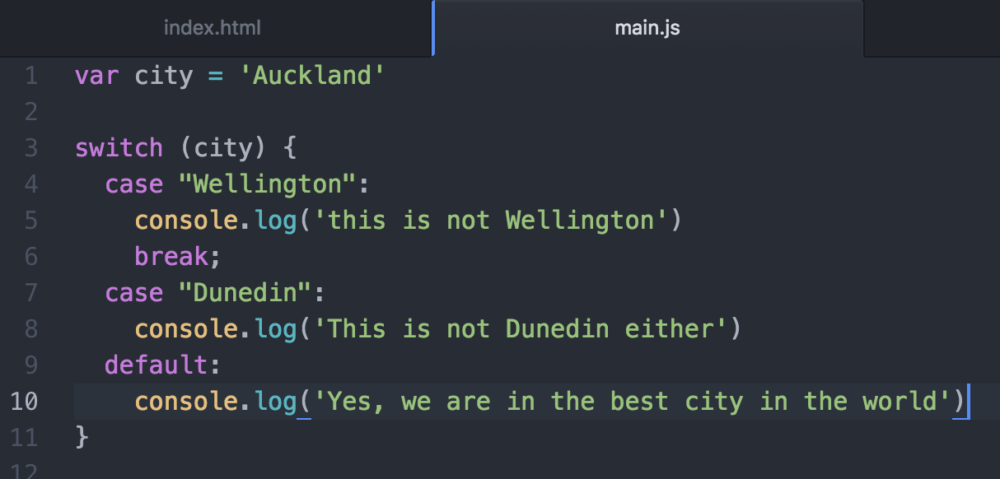 index.html main.js
1 var city = 'Auckland'
2
3 switch (city) {
4   case "Wellington":
5     console.log('this is not Wellington')
6     break;
7   case "Dunedin":
8     console.log('This is not Dunedin either')
9   default:
10     console.log('Yes, we are in the best city in the world')
11 }
12